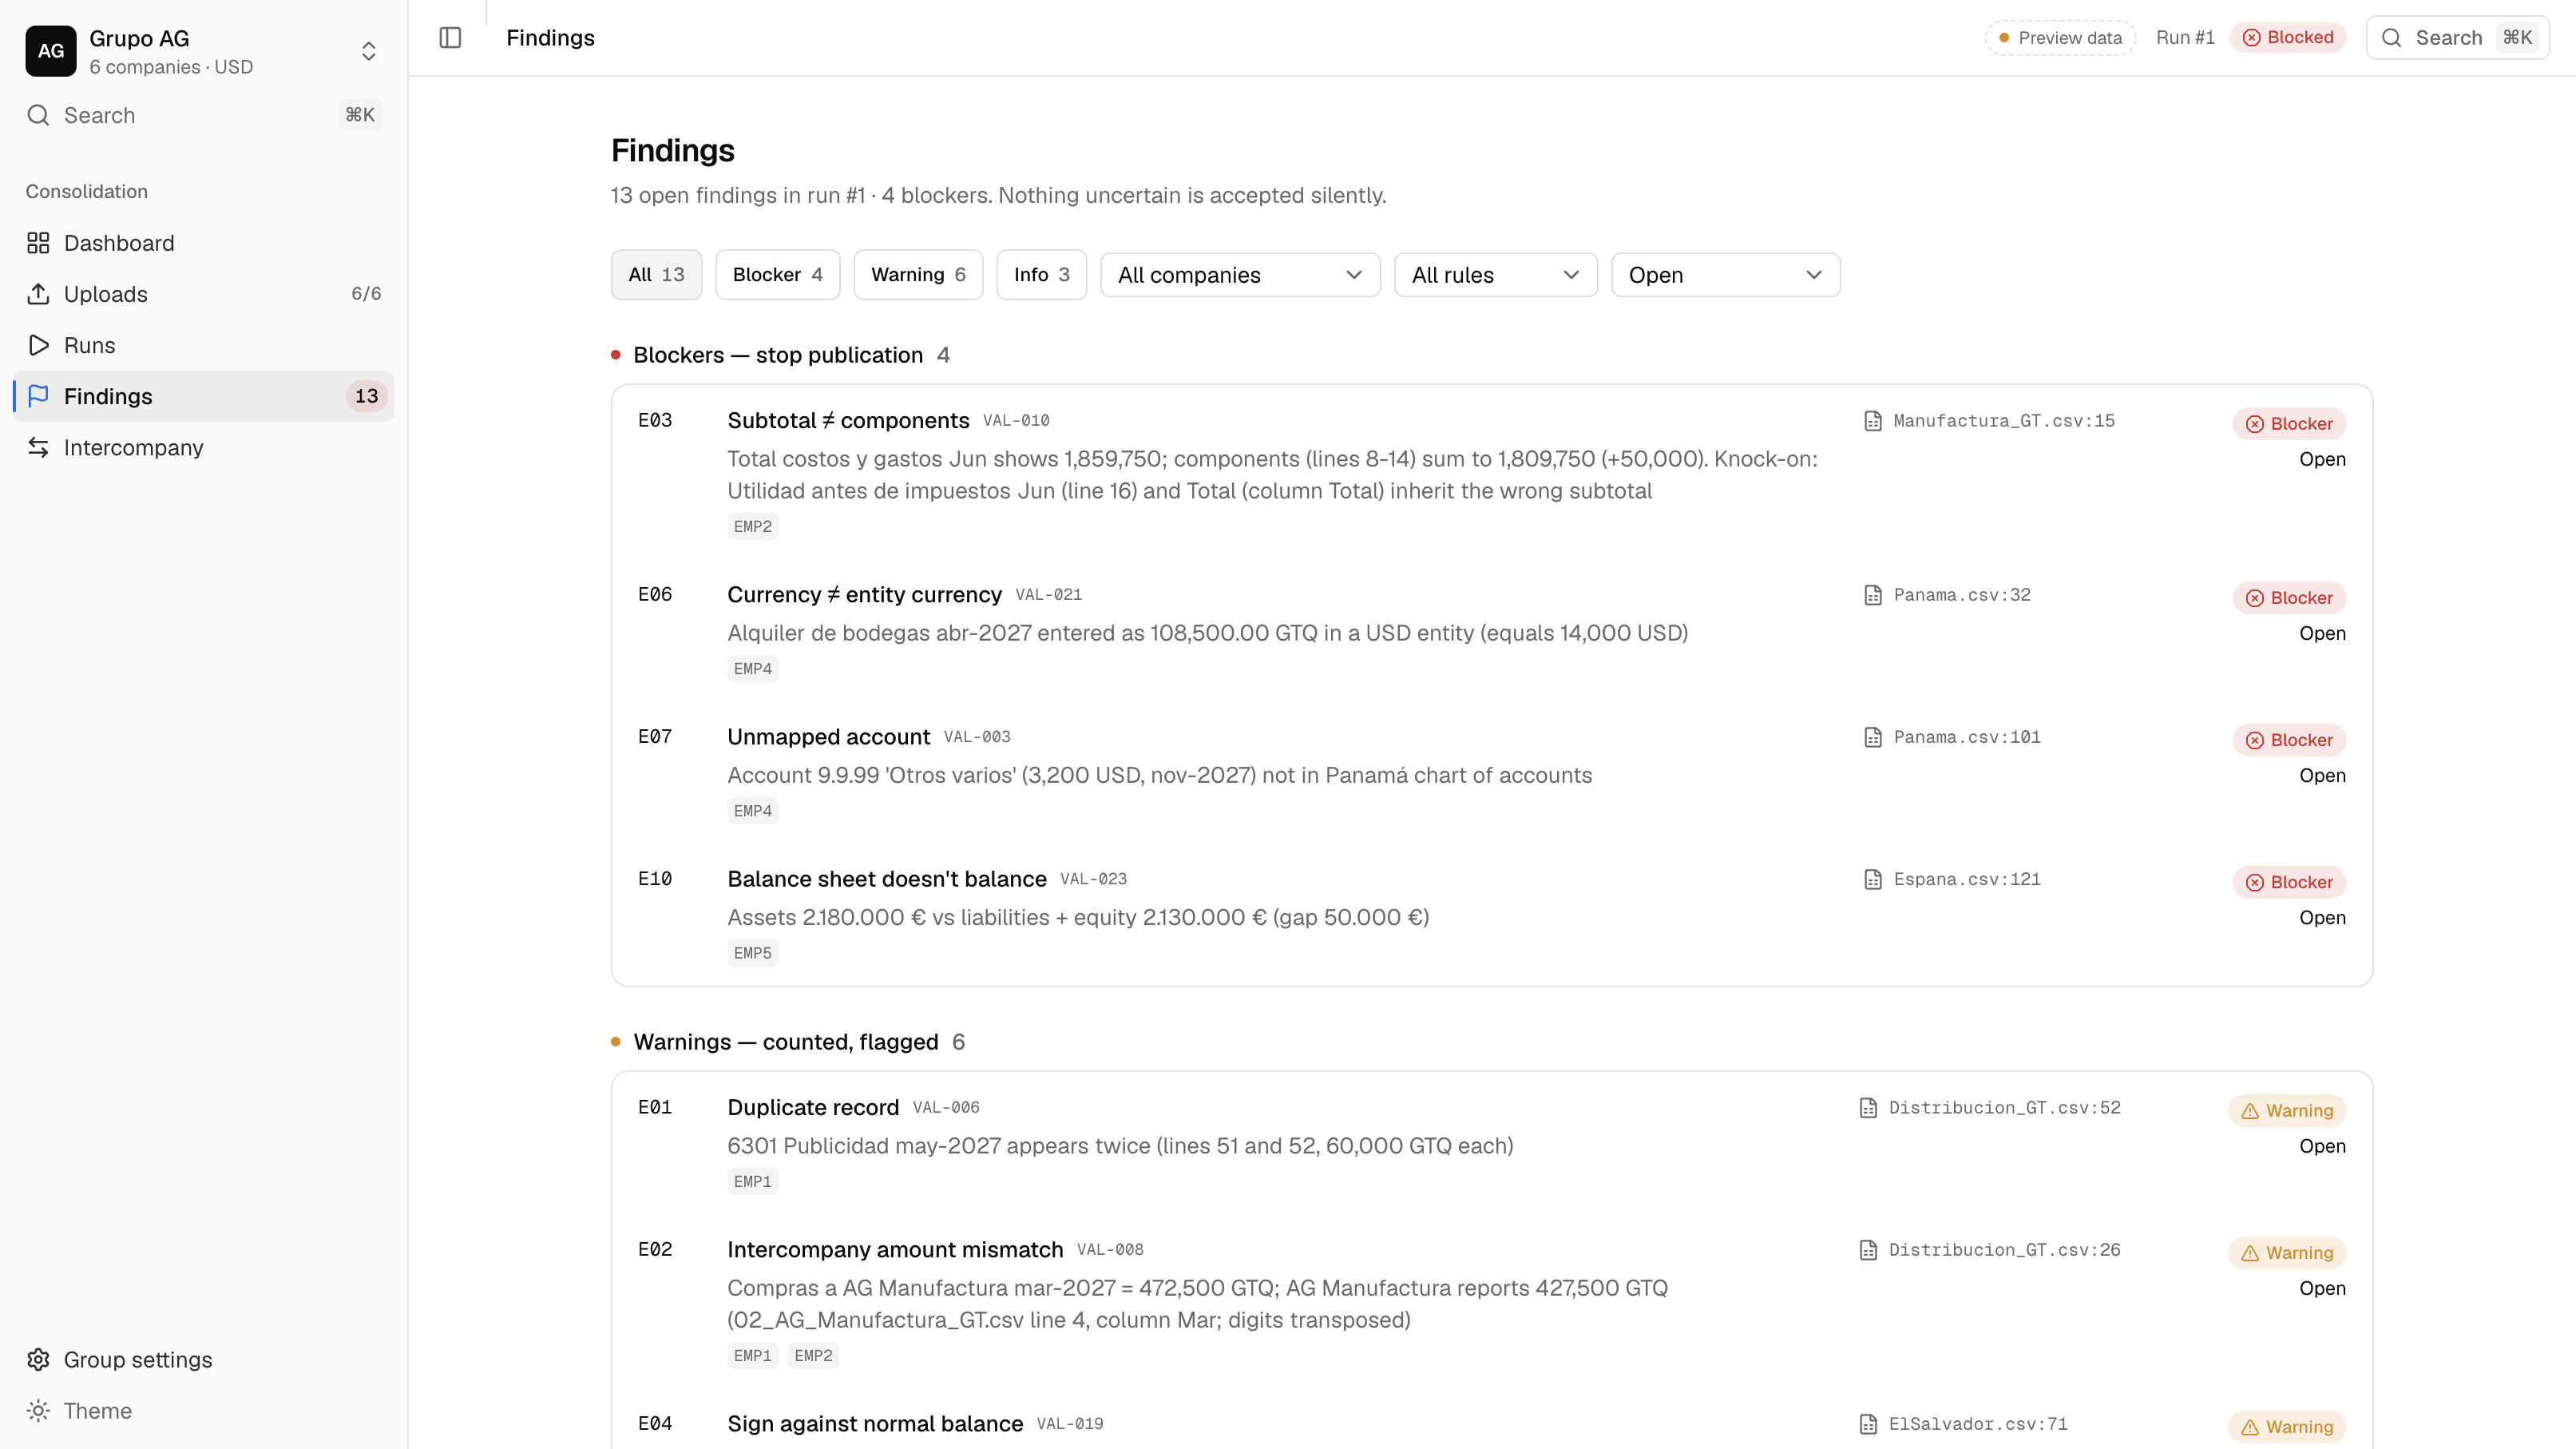 AG
Grupo AG
6 companies · USD
Search ⌘K
Consolidation
Dashboard
Uploads 6/6
Runs
Findings 13
Intercompany
Group settings
Theme
Findings
Preview data
Run #1
Blocked
Search ⌘K
Findings
13 open findings in run #1 · 4 blockers. Nothing uncertain is accepted silently.
All 13
Blocker 4
Warning 6
Info 3
All companies
All rules
Open
Blockers — stop publication 4
E03
Subtotal ≠ components VAL-010
Manufactura_GT.csv:15
Blocker
Total costos y gastos Jun shows 1,859,750; components (lines 8-14) sum to 1,809,750 (+50,000). Knock-on:
Utilidad antes de impuestos Jun (line 16) and Total (column Total) inherit the wrong subtotal
Open
EMP2
E06
Currency ≠ entity currency VAL-021
Panama.csv:32
Blocker
Alquiler de bodegas abr-2027 entered as 108,500.00 GTQ in a USD entity (equals 14,000 USD)
Open
EMP4
E07
Unmapped account VAL-003
Panama.csv:101
Blocker
Account 9.9.99 'Otros varios' (3,200 USD, nov-2027) not in Panamá chart of accounts
Open
EMP4
E10
Balance sheet doesn't balance VAL-023
Espana.csv:121
Blocker
Assets 2.180.000 € vs liabilities + equity 2.130.000 € (gap 50.000 €)
Open
EMP5
Warnings — counted, flagged 6
E01
Duplicate record VAL-006
Distribucion_GT.csv:52
Warning
6301 Publicidad may-2027 appears twice (lines 51 and 52, 60,000 GTQ each)
Open
EMP1
E02
Intercompany amount mismatch VAL-008
Distribucion_GT.csv:26
Warning
Compras a AG Manufactura mar-2027 = 472,500 GTQ; AG Manufactura reports 427,500 GTQ
(02_AG_Manufactura_GT.csv line 4, column Mar; digits transposed)
Open
EMP1 EMP2
E04
Sign against normal balance VAL-019
ElSalvador.csv:71
Warning